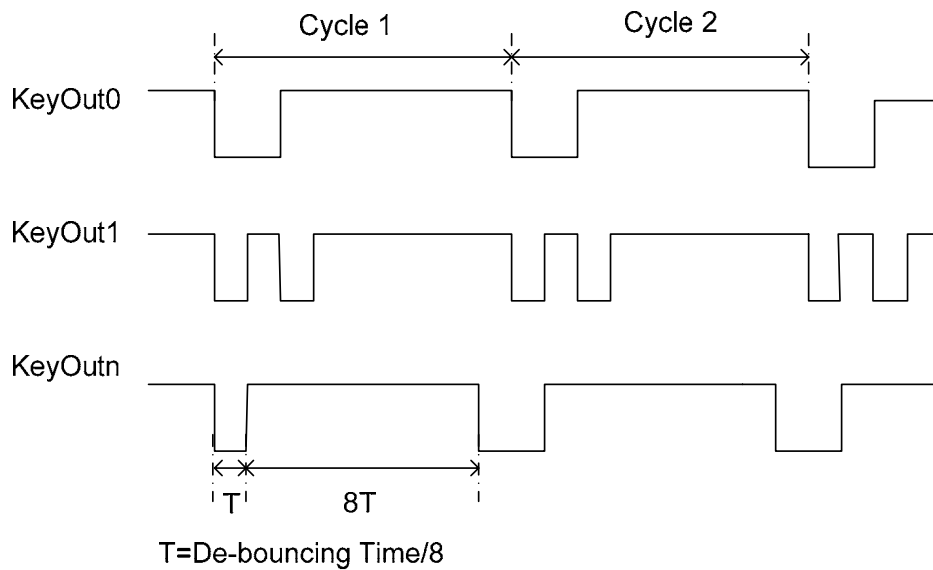 Cycle 1
Cycle 2
KeyOut0
KeyOut1
KeyOutn
T
8T
T=De-bouncing Time/8